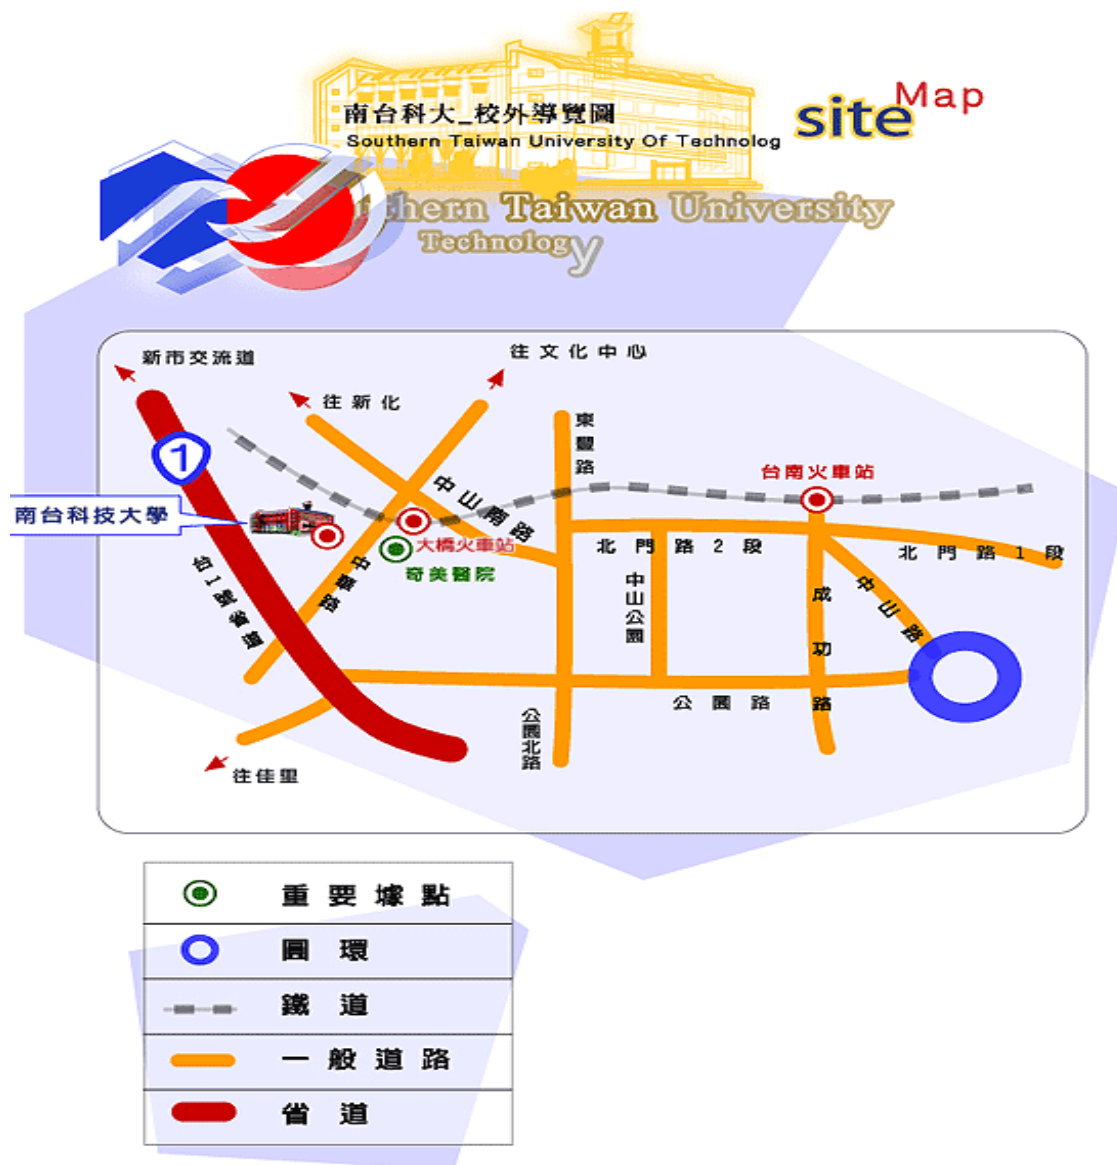 南台科大_校外導覽圖
Southern Taiwan University Of Technolog
site Map
thern Taiwan University
Technology
新市交流道
往文化中心
往新化
東豐路
1
台南火車站
中山南路
南台科技大學
大橋火車站
北門路2段
北門路1段
奇美醫院
中華路
台1號省道
中山公園
成功路
中山路
公園路
公園北路
往佳里
重要據點
圓環
鐵道
一般道路
省道